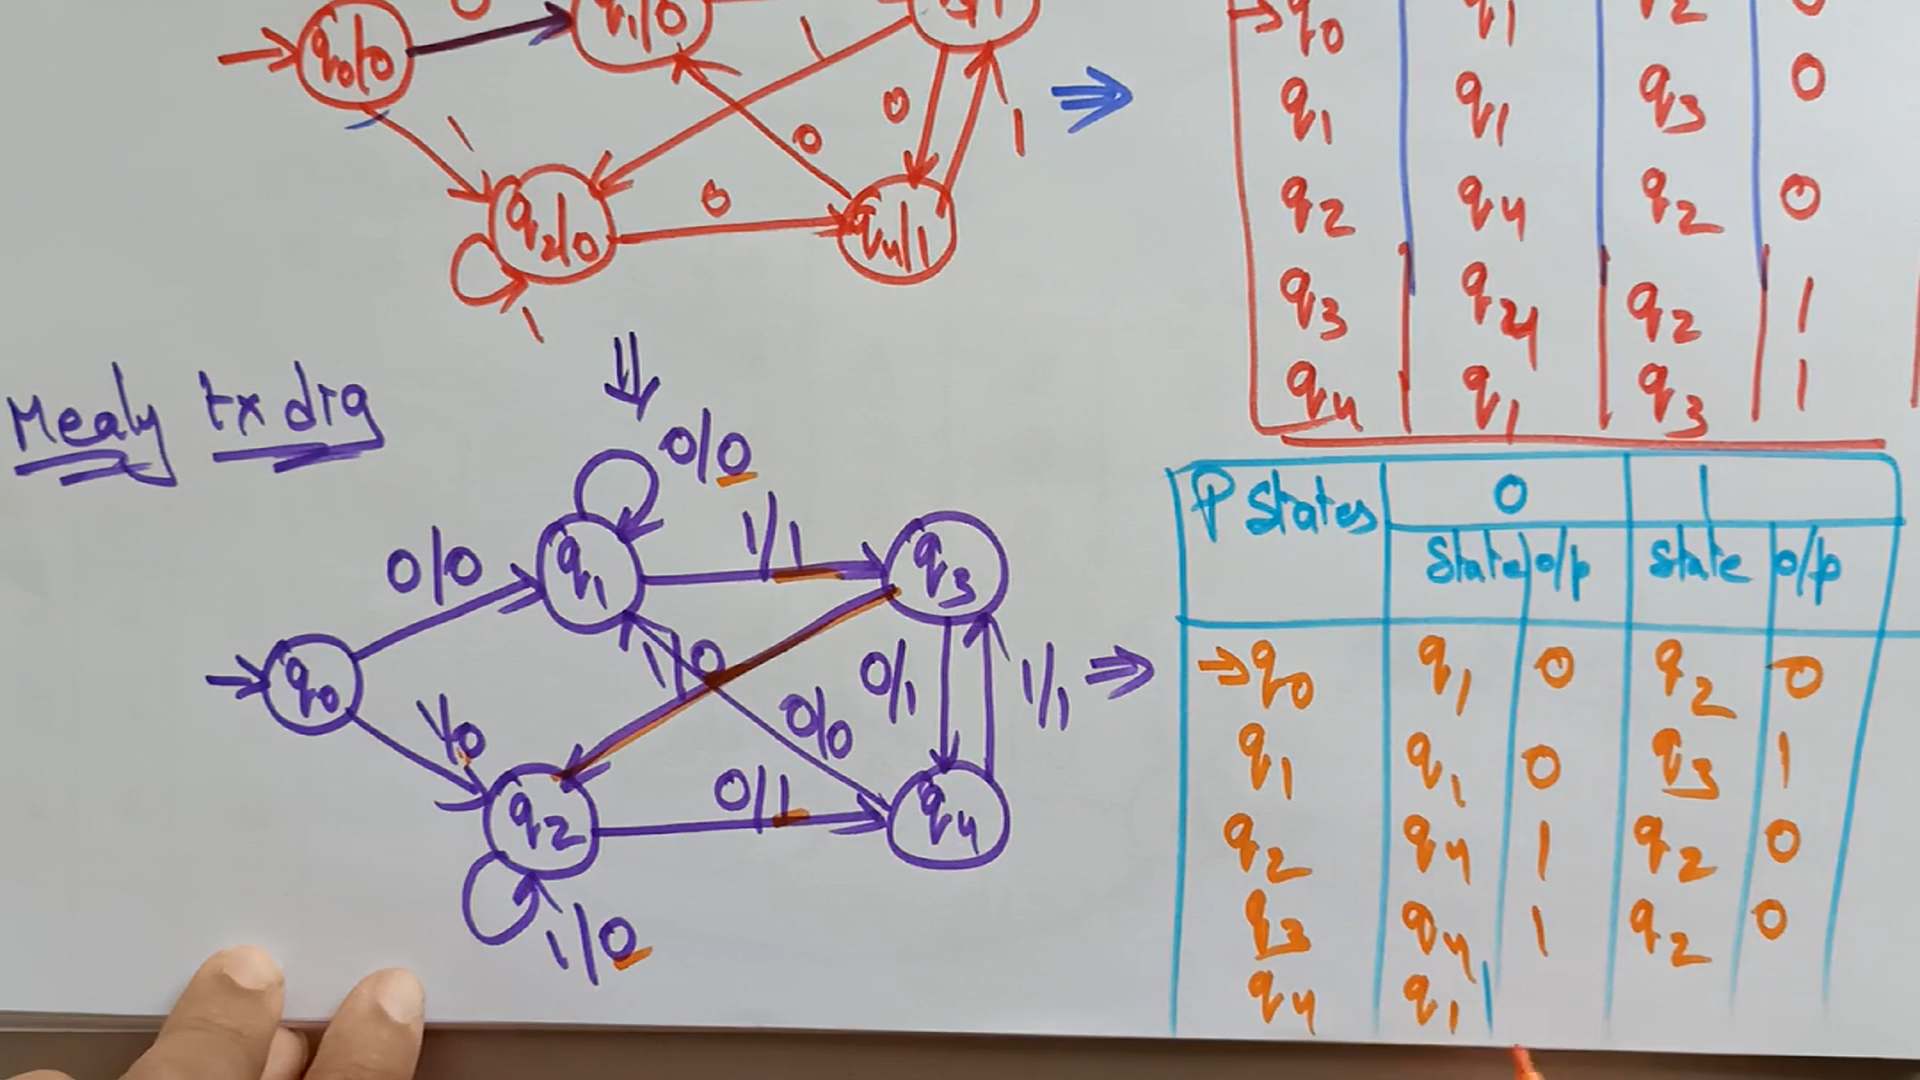 0
q0/0
q1/0
1
1
0
0
0
1
q2/0
q4/1
1
→q0 q1 q2 0
q1 q1 q3 0
q2 q4 q2 0
q3 q4 q2 1
q4 q1 q3 1
Mealy tx dig
0/0
0/0
1/1
q1
q3
1/0
0/1
1/1
q0
1/0
0/0
0/1
q2
q4
1/0
P States 0 1
State o/p state o/p
→q0 q1 0 q2 0
q1 q1 0 q3 1
q2 q4 1 q2 0
q3 q4 1 q2 0
q4 q1